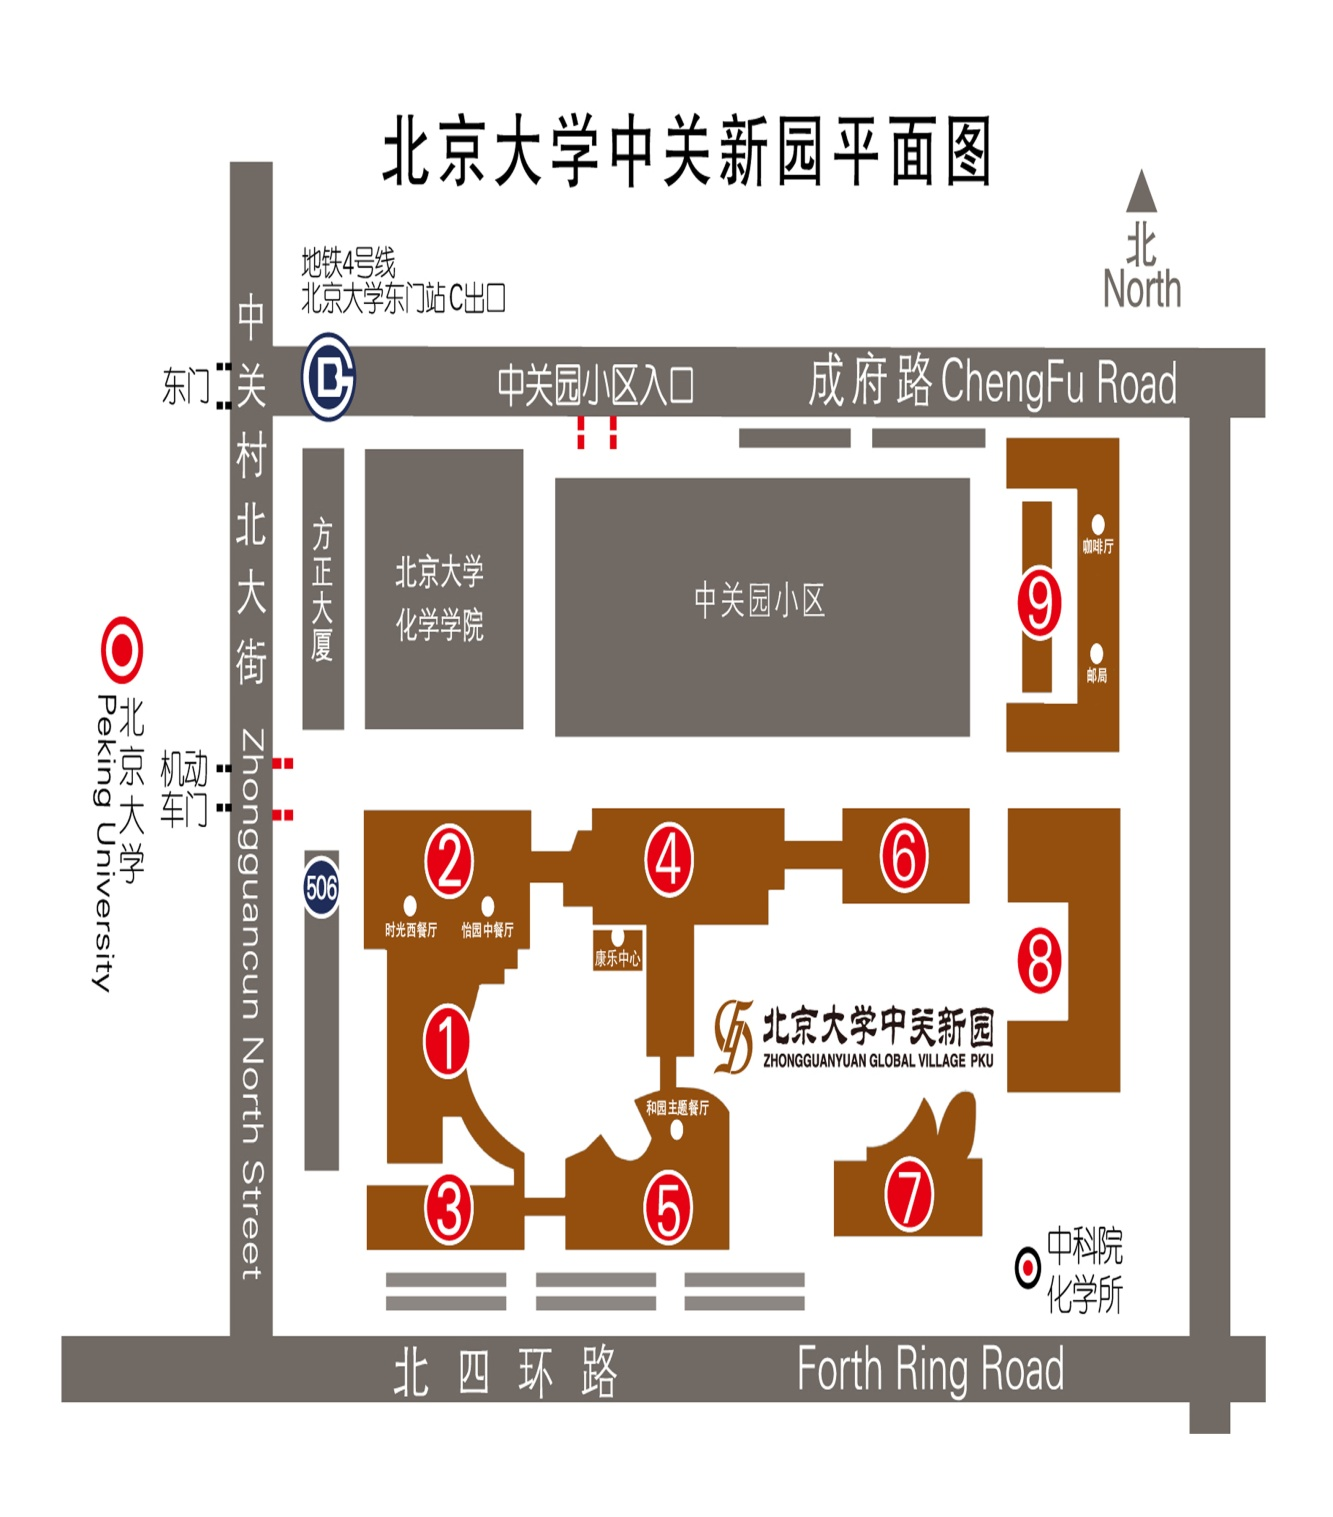 北京大学中关新园平面图
北
North
地铁4号线
北京大学东门站C出口
中关村北大街 Zhongguancun North Street
东门
中关园小区入口
成府路 ChengFu Road
方正大厦
北京大学
化学学院
中关园小区
咖啡厅
9
邮局
北京大学
Peking University
机动
车门
506
2
时光西餐厅
怡园中餐厅
4
康乐中心
6
8
1
北京大学中关新园
ZHONGGUANYUAN GLOBAL VILLAGE PKU
和园主题餐厅
3
5
7
中科院
化学所
北四环路
Forth Ring Road